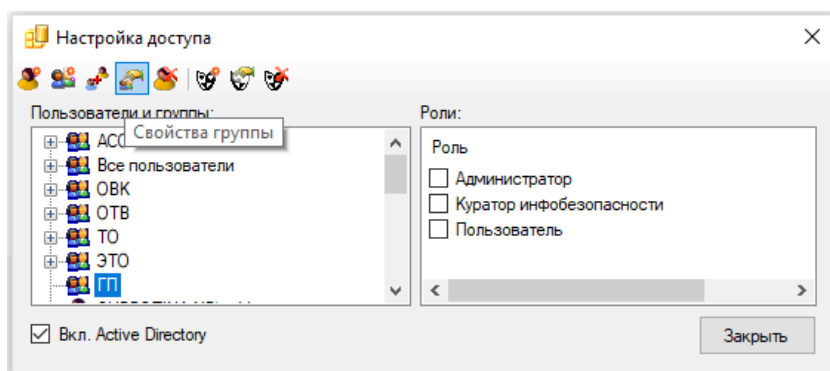 Настройка доступа
Пользователи и группы:
Роли:
Свойства группы
Все пользователи
ОВК
ОТВ
ТО
ЭТО
ГП
Роль
Администратор
Куратор инфобезопасности
Пользователь
Вкл. Active Directory
Закрыть